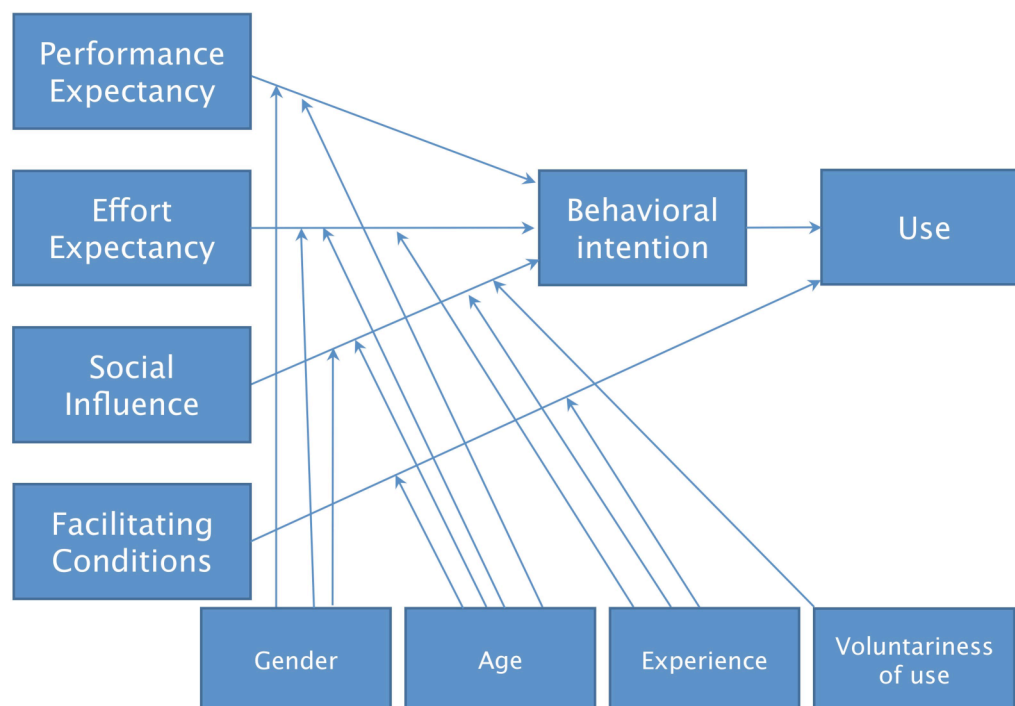 Performance
Expectancy
Effort
Expectancy
Behavioral
intention
Use
Social
Influence
Facilitating
Conditions
Gender
Age
Experience
Voluntariness
of use